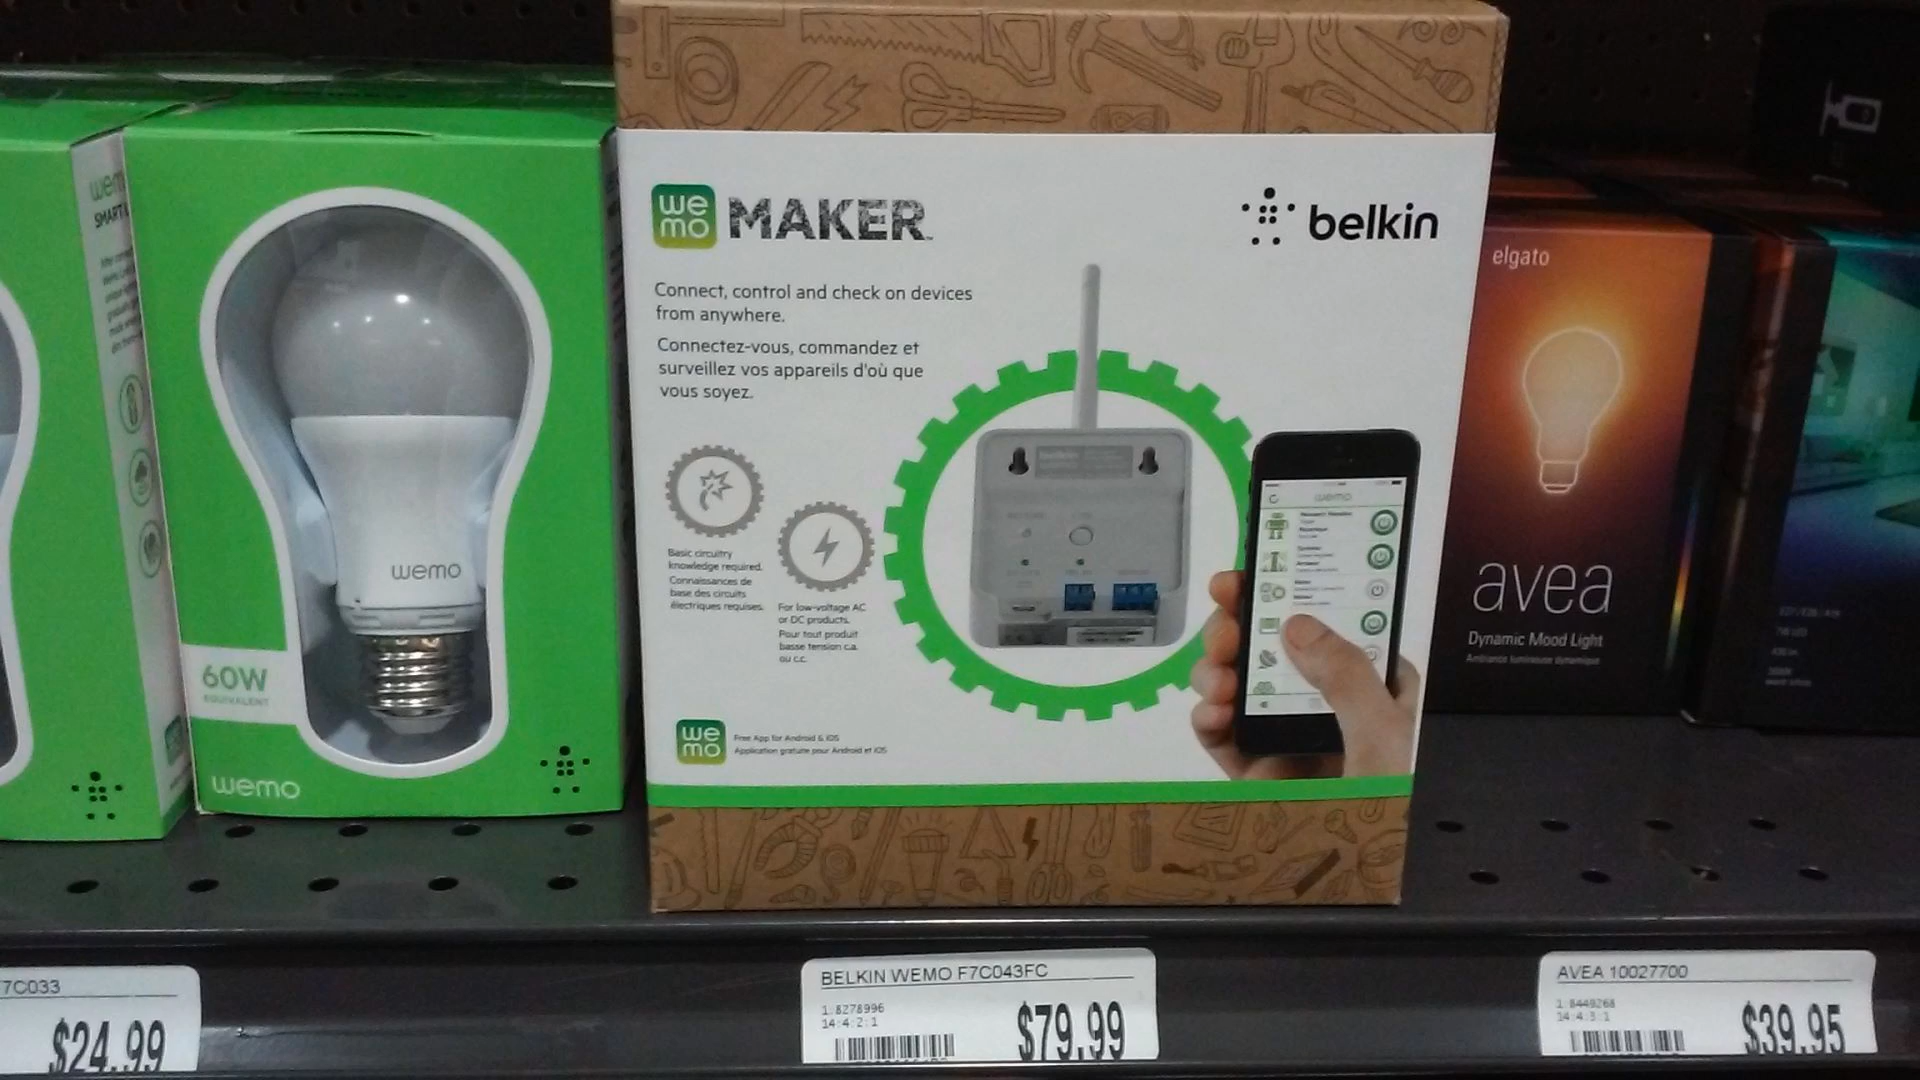 wemo
60W
EQUIVALENT
wemo
we
mo
MAKER
belkin
Connect, control and check on devices
from anywhere.
Connectez-vous, commandez et
surveillez vos appareils d'où que
vous soyez.
Basic circuitry
knowledge required.
Connaissances de
base des circuits
électriques requises.
For low-voltage AC
or DC products.
Pour tout produit
basse tension c.a.
ou c.c.
we
mo
Free App for Android & iOS
Application gratuite pour Android et iOS
belkin
wemo
elgato
avea
Dynamic Mood Light
Ambiance lumineuse dynamique
7C033
$24.99
BELKIN WEMO F7C043FC
1:8278996
14:4:2:1
$79.99
AVEA 10027700
1:8449268
14:4:3:1
$39.95